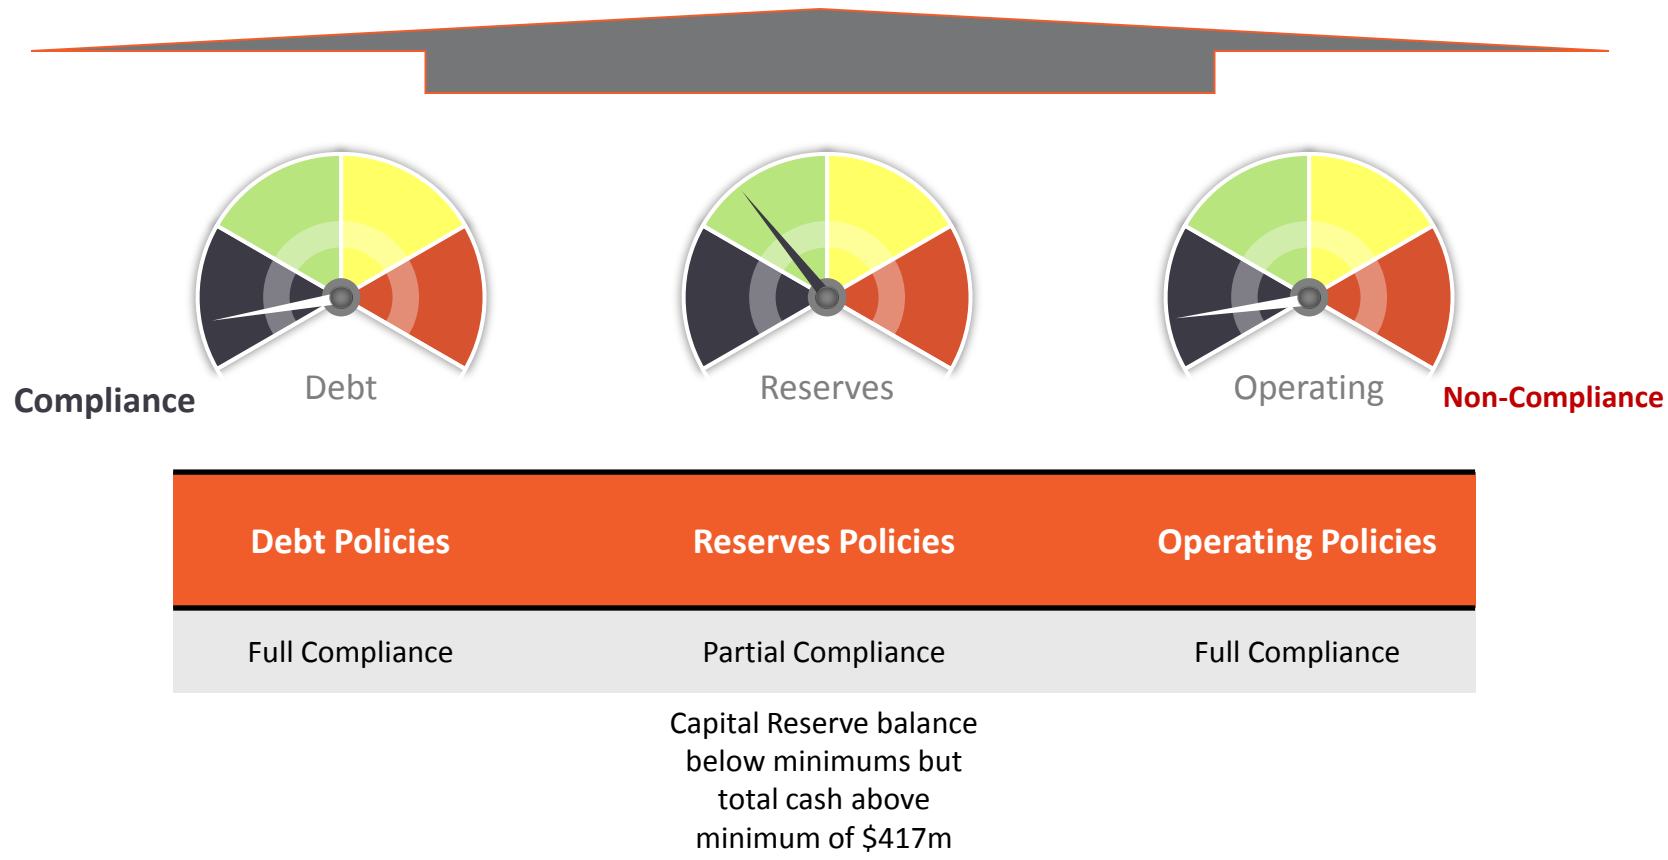 Debt
Reserves
Operating
Compliance
Non-Compliance
Debt Policies
Reserves Policies
Operating Policies
Full Compliance
Partial Compliance
Full Compliance
Capital Reserve balance
below minimums but
total cash above
minimum of $417m